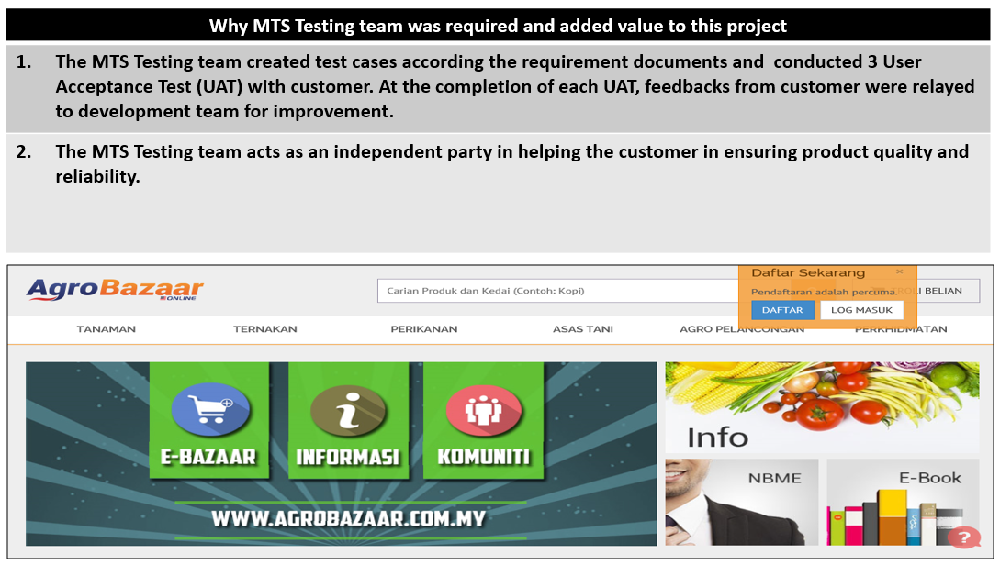 Why MTS Testing team was required and added value to this project
1. The MTS Testing team created test cases according the requirement documents and conducted 3 User
Acceptance Test (UAT) with customer. At the completion of each UAT, feedbacks from customer were relayed
to development team for improvement.
2. The MTS Testing team acts as an independent party in helping the customer in ensuring product quality and
reliability.
AgroBazaar
ONLINE
Carian Produk dan Kedai (Contoh: Kopi)
Daftar Sekarang ×
Pendaftaran adalah percuma.
DAFTAR LOG MASUK
BELIAN
TANAMAN TERNAKAN PERIKANAN ASAS TANI AGRO PELANCONGAN PERKHIDMATAN
E-BAZAAR INFORMASI KOMUNITI
WWW.AGROBAZAAR.COM.MY
Info
NBME
E-Book
?